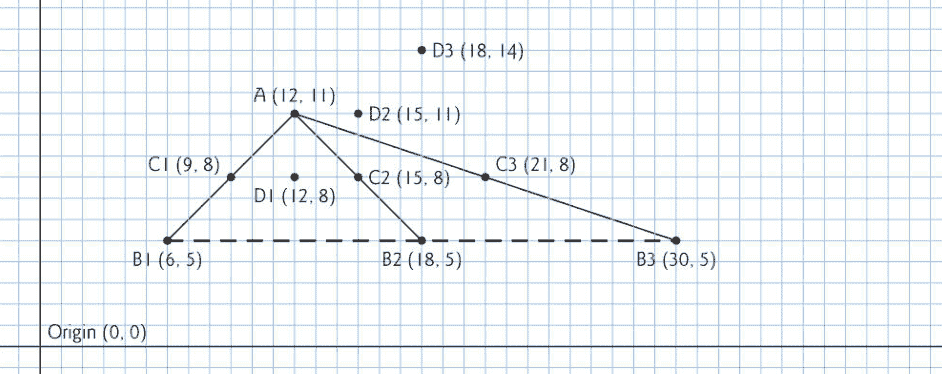 D3 (18, 14)
A (12, 11)
D2 (15, 11)
C1 (9, 8)
C2 (15, 8)
C3 (21, 8)
D1 (12, 8)
B1 (6, 5)
B2 (18, 5)
B3 (30, 5)
Origin (0, 0)